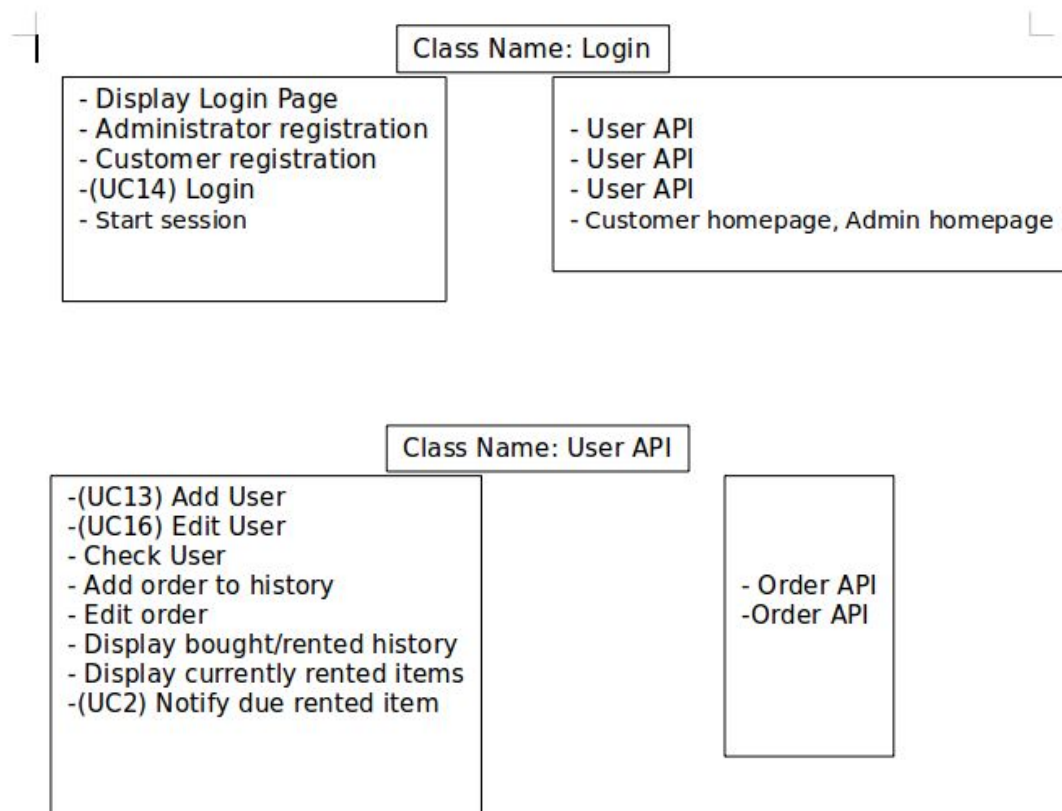 Class Name: Login
- Display Login Page
- Administrator registration
- Customer registration
-(UC14) Login
- Start session
- User API
- User API
- User API
- Customer homepage, Admin homepage
Class Name: User API
-(UC13) Add User
-(UC16) Edit User
- Check User
- Add order to history
- Edit order
- Display bought/rented history
- Display currently rented items
-(UC2) Notify due rented item
- Order API
-Order API